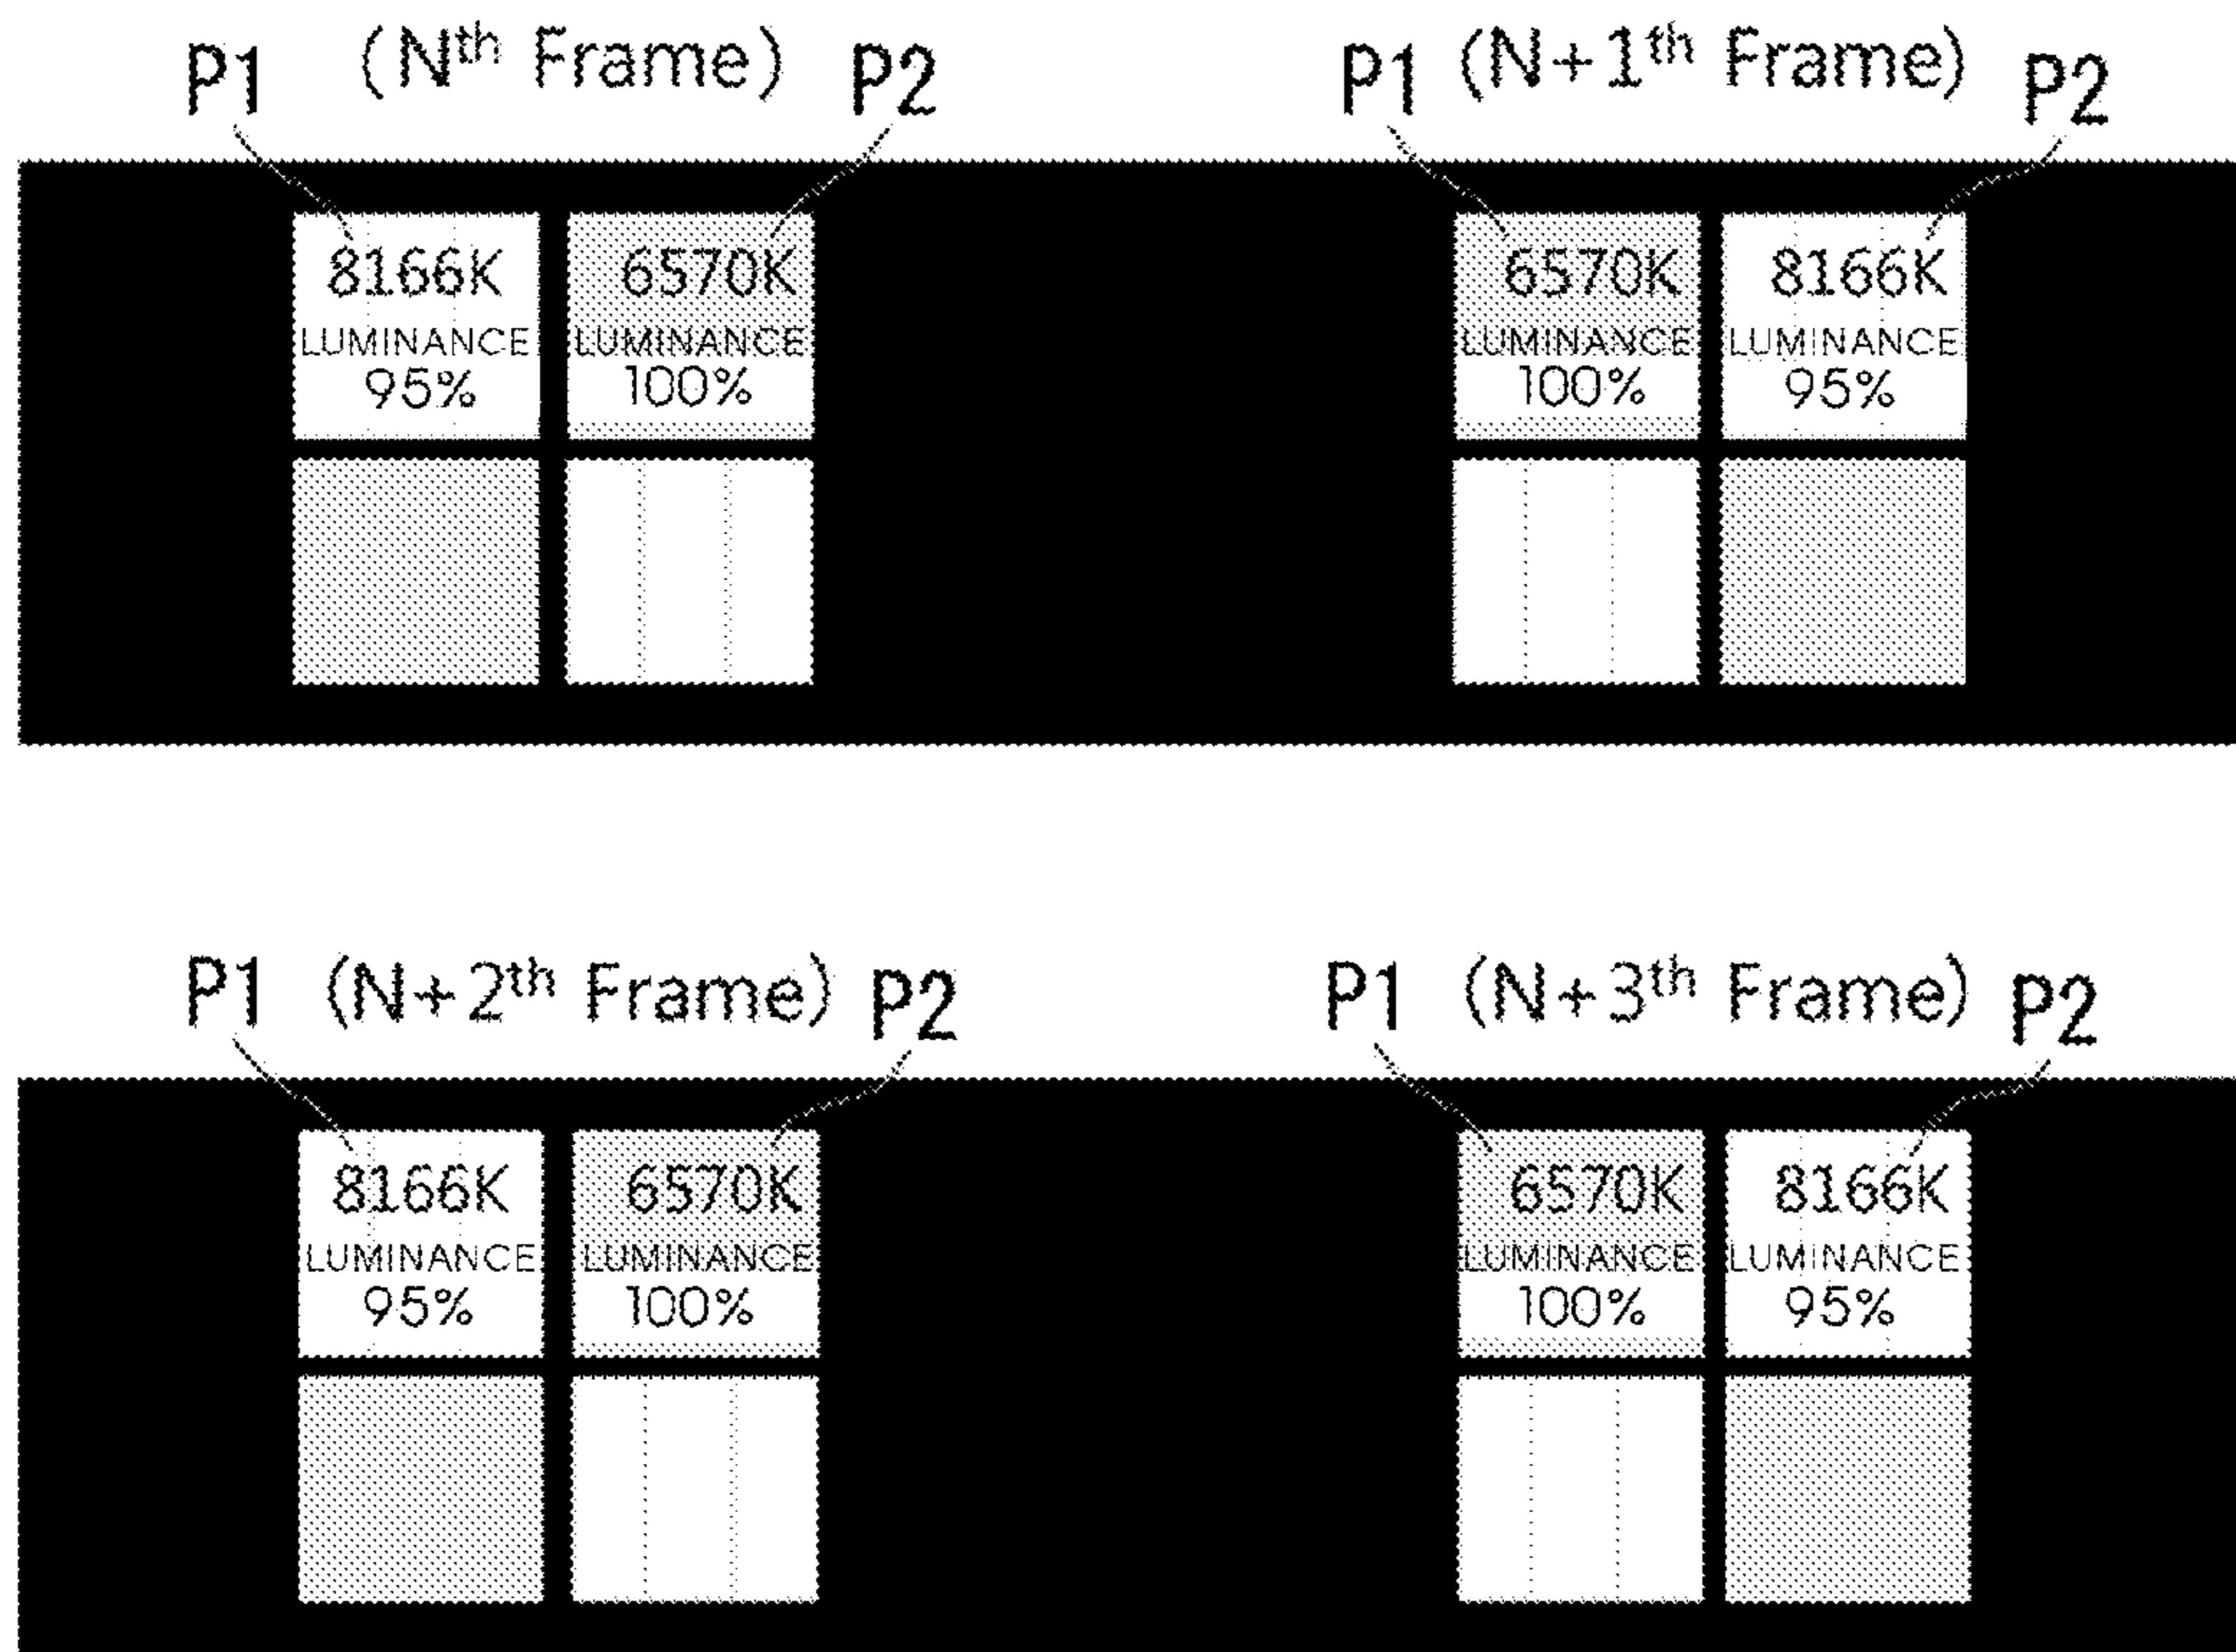 P1 (Nth Frame) P2
8166K 6570K
LUMINANCE LUMINANCE
95% 100%
P1 (N+1th Frame) P2
6570K 8166K
LUMINANCE LUMINANCE
100% 95%
P1 (N+2th Frame) P2
8166K 6570K
LUMINANCE LUMINANCE
95% 100%
P1 (N+3th Frame) P2
6570K 8166K
LUMINANCE LUMINANCE
100% 95%